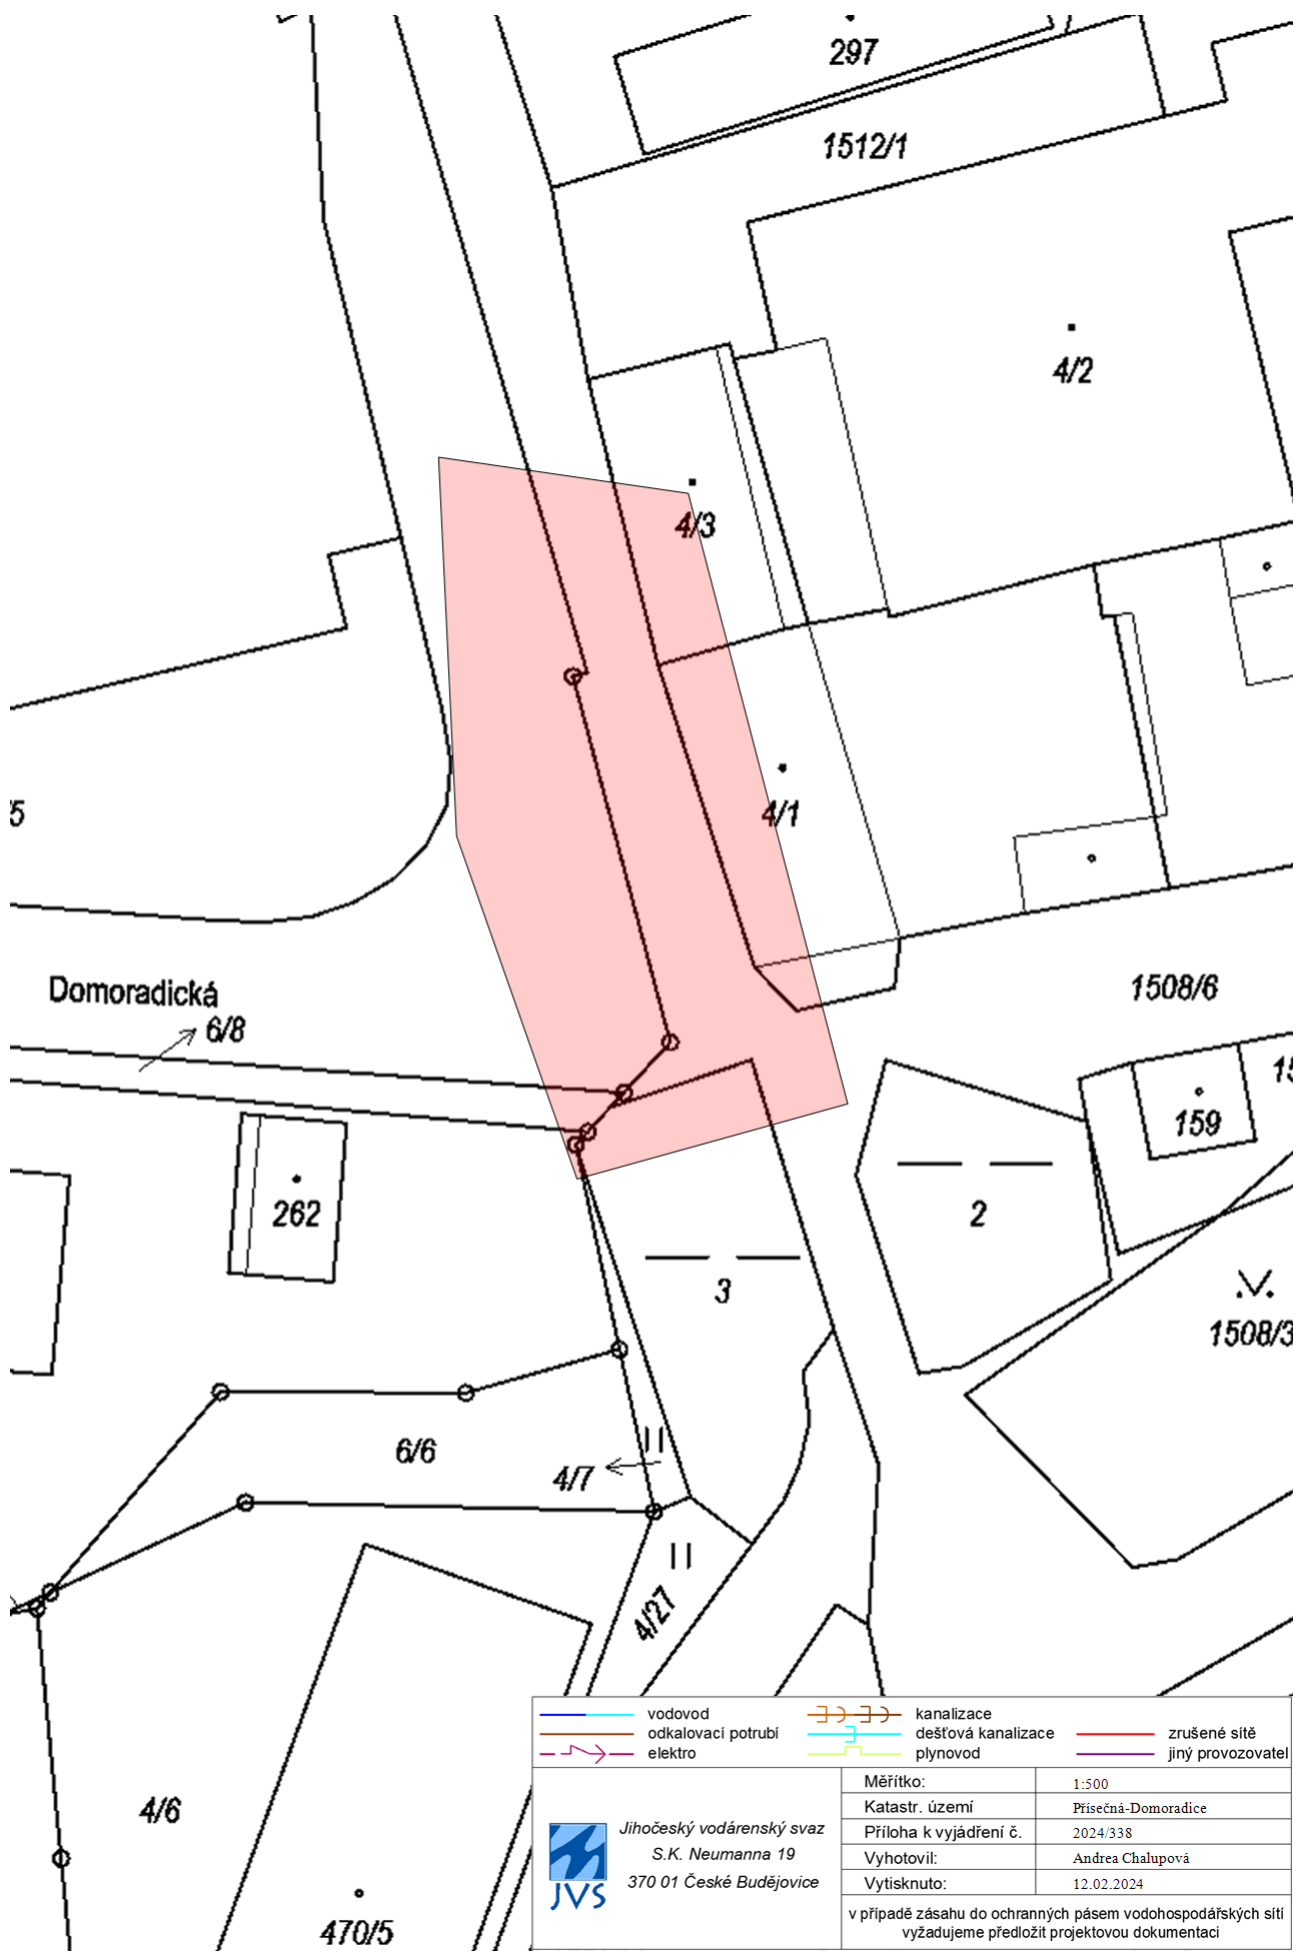 297
1512/1
4/2
4/3
4/1
Domoradická
6/8
1508/6
159
262
2
3
1508/3
6/6
4/7
4/27
4/6
470/5
vodovod
odkalovací potrubí
elektro
kanalizace
dešťová kanalizace
plynovod
zrušené sítě
jiný provozovatel
JVS
Jihočeský vodárenský svaz
S.K. Neumanna 19
370 01 České Budějovice
Měřítko: 1:500
Katastr. území Přísečná-Domoradice
Příloha k vyjádření č. 2024/338
Vyhotovil: Andrea Chalupová
Vytisknuto: 12.02.2024
v případě zásahu do ochranných pásem vodohospodářských sítí
vyžadujeme předložit projektovou dokumentaci